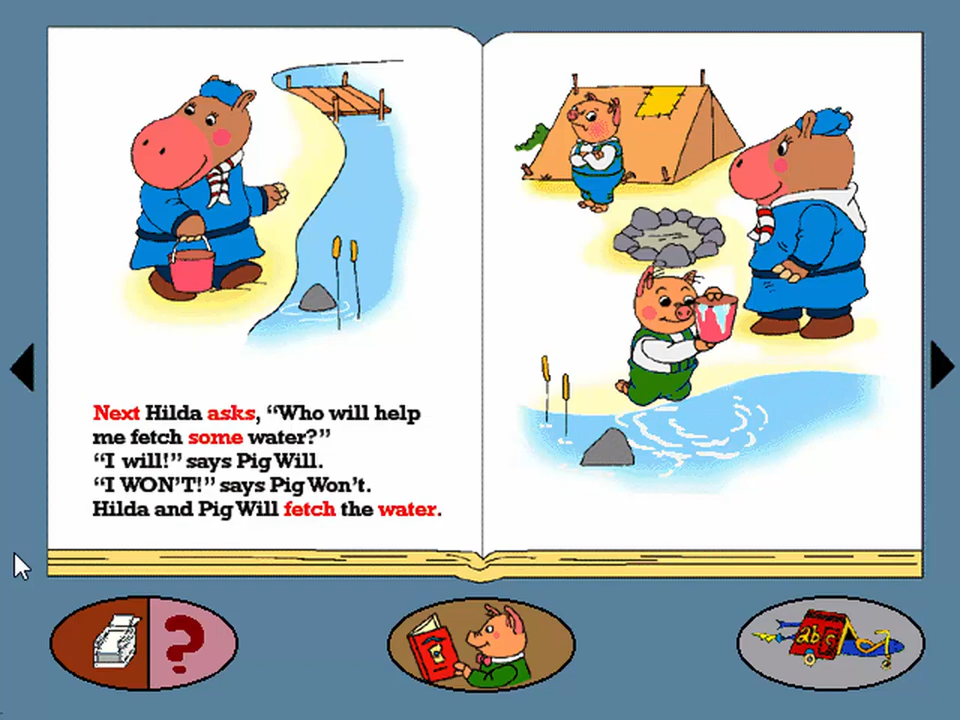 Next Hilda asks, “Who will help
me fetch some water?”
“I will!” says Pig Will.
“I WON’T!” says Pig Won’t.
Hilda and Pig Will fetch the water.
?
abc